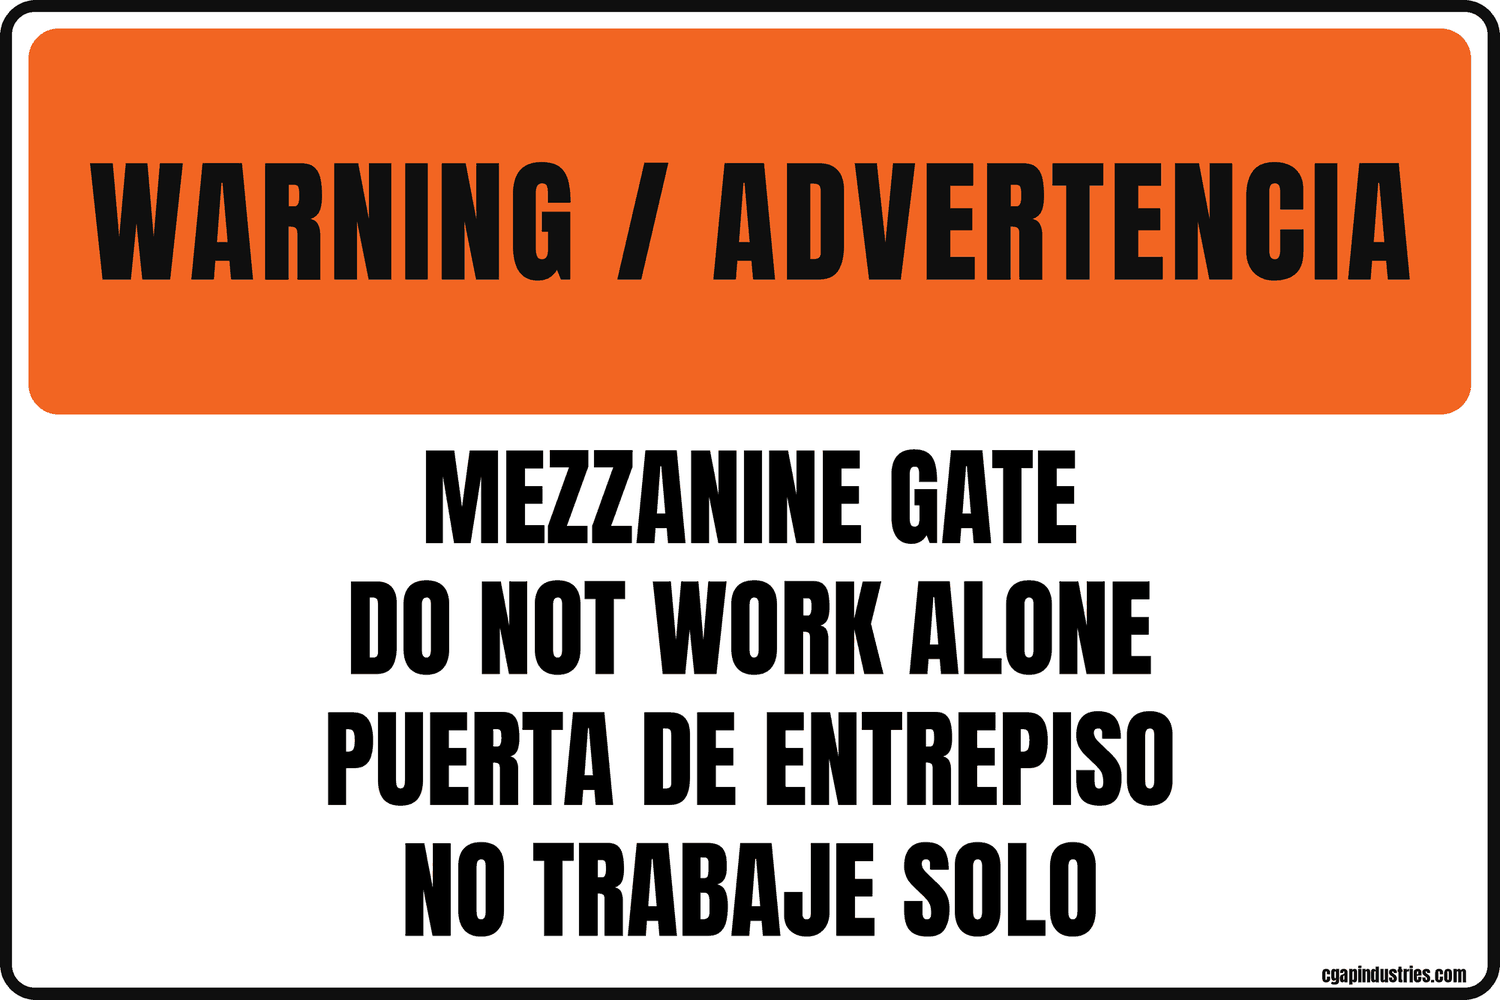 WARNING / ADVERTENCIA
MEZZANINE GATE
DO NOT WORK ALONE
PUERTA DE ENTREPISO
NO TRABAJE SOLO
cgapindustries.com